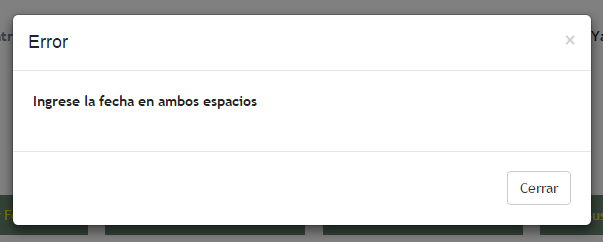 Error
×
Ingrese la fecha en ambos espacios
Cerrar